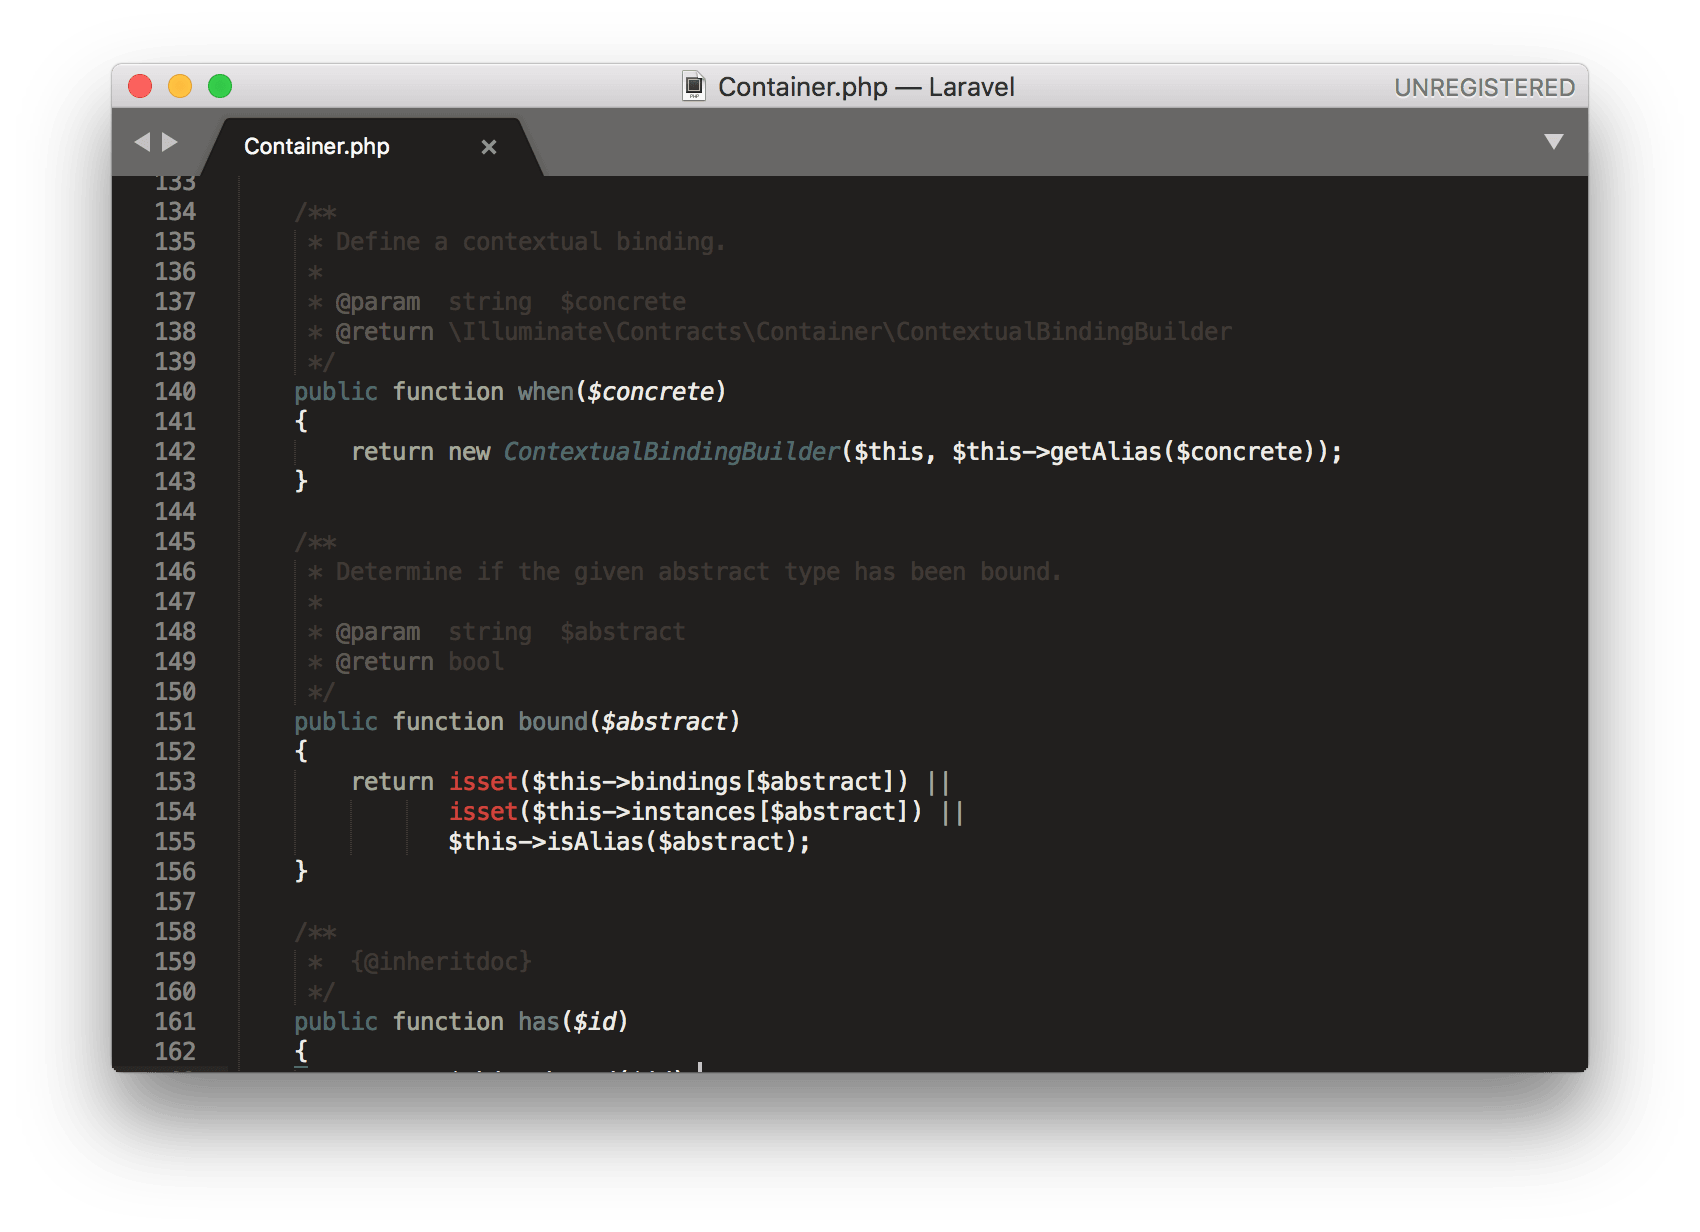 Container.php — Laravel
UNREGISTERED
Container.php
133
134 /**
135 * Define a contextual binding.
136 *
137 * @param  string  $concrete
138 * @return \Illuminate\Contracts\Container\ContextualBindingBuilder
139 */
140 public function when($concrete)
141 {
142 return new ContextualBindingBuilder($this, $this->getAlias($concrete));
143 }
144
145 /**
146 * Determine if the given abstract type has been bound.
147 *
148 * @param  string  $abstract
149 * @return bool
150 */
151 public function bound($abstract)
152 {
153 return isset($this->bindings[$abstract]) ||
154 isset($this->instances[$abstract]) ||
155 $this->isAlias($abstract);
156 }
157
158 /**
159 *  {@inheritdoc}
160 */
161 public function has($id)
162 {